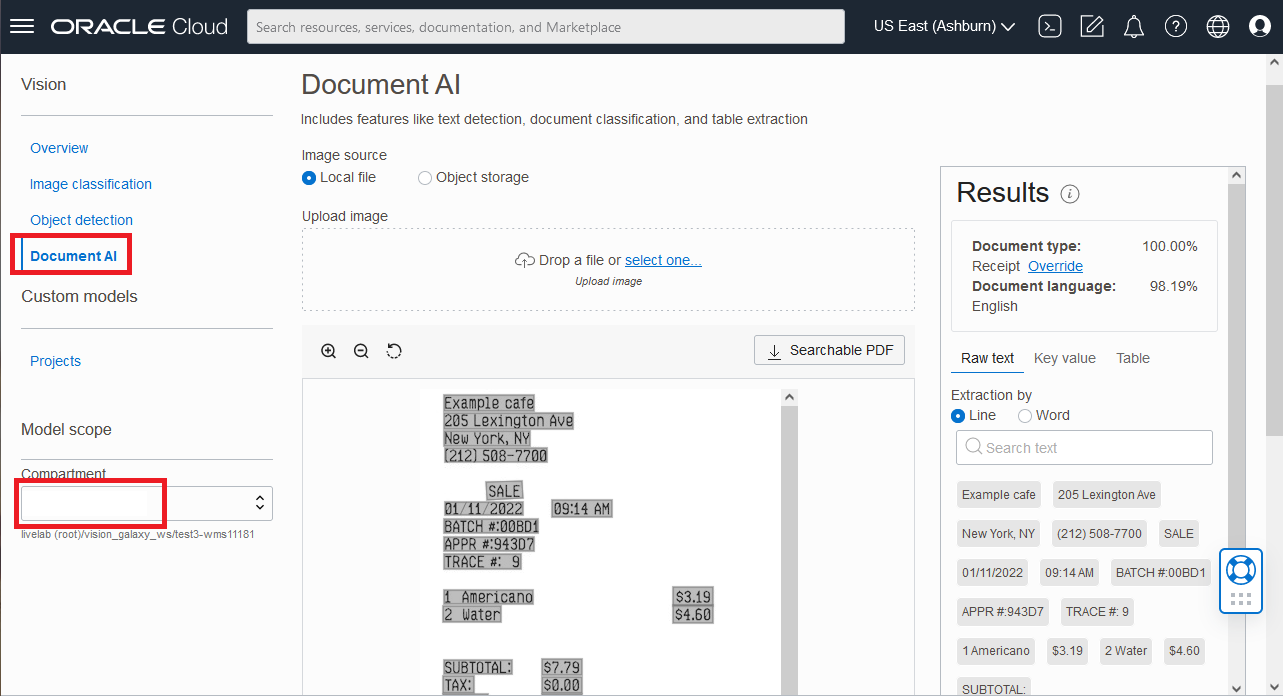 ORACLE Cloud
Search resources, services, documentation, and Marketplace
US East (Ashburn)
Vision
Overview
Image classification
Object detection
Document AI
Custom models
Projects
Model scope
Compartment
livelab (root)/vision_galaxy_ws/test3-wms11181
Document AI
Includes features like text detection, document classification, and table extraction
Image source
Local file
Object storage
Upload image
Drop a file or select one...
Upload image
Searchable PDF
Example cafe
205 Lexington Ave
New York, NY
(212) 508-7700
SALE
01/11/2022 09:14 AM
BATCH #:00BD1
APPR #:943D7
TRACE #: 9
1 Americano $3.19
2 Water $4.60
SUBTOTAL: $7.79
TAX: $0.00
Results
Document type: 100.00%
Receipt Override
Document language: 98.19%
English
Raw text Key value Table
Extraction by
Line Word
Search text
Example cafe 205 Lexington Ave
New York, NY (212) 508-7700 SALE
01/11/2022 09:14 AM BATCH #:00BD1
APPR #:943D7 TRACE #: 9
1 Americano $3.19 2 Water $4.60
SUBTOTAL: